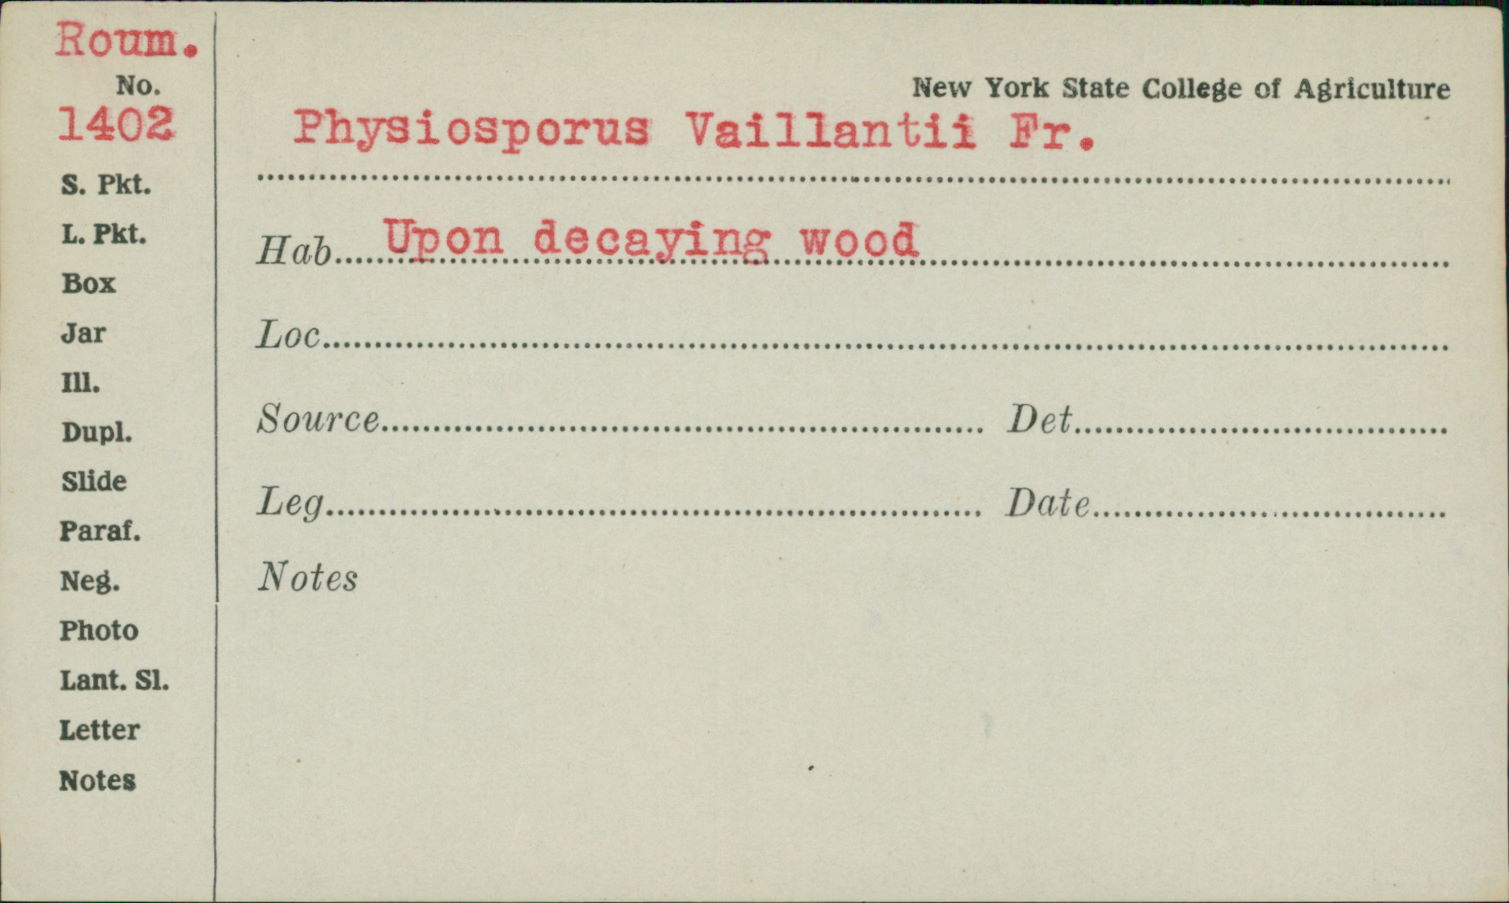 Roum.
No.
1402
S. Pkt.
L. Pkt.
Box
Jar
Ill.
Dupl.
Slide
Paraf.
Neg.
Photo
Lant. Sl.
Letter
Notes
New York State College of Agriculture
Physiosporus Vaillantii Fr.
Hab. Upon decaying wood
Loc.
Source Det.
Leg. Date
Notes